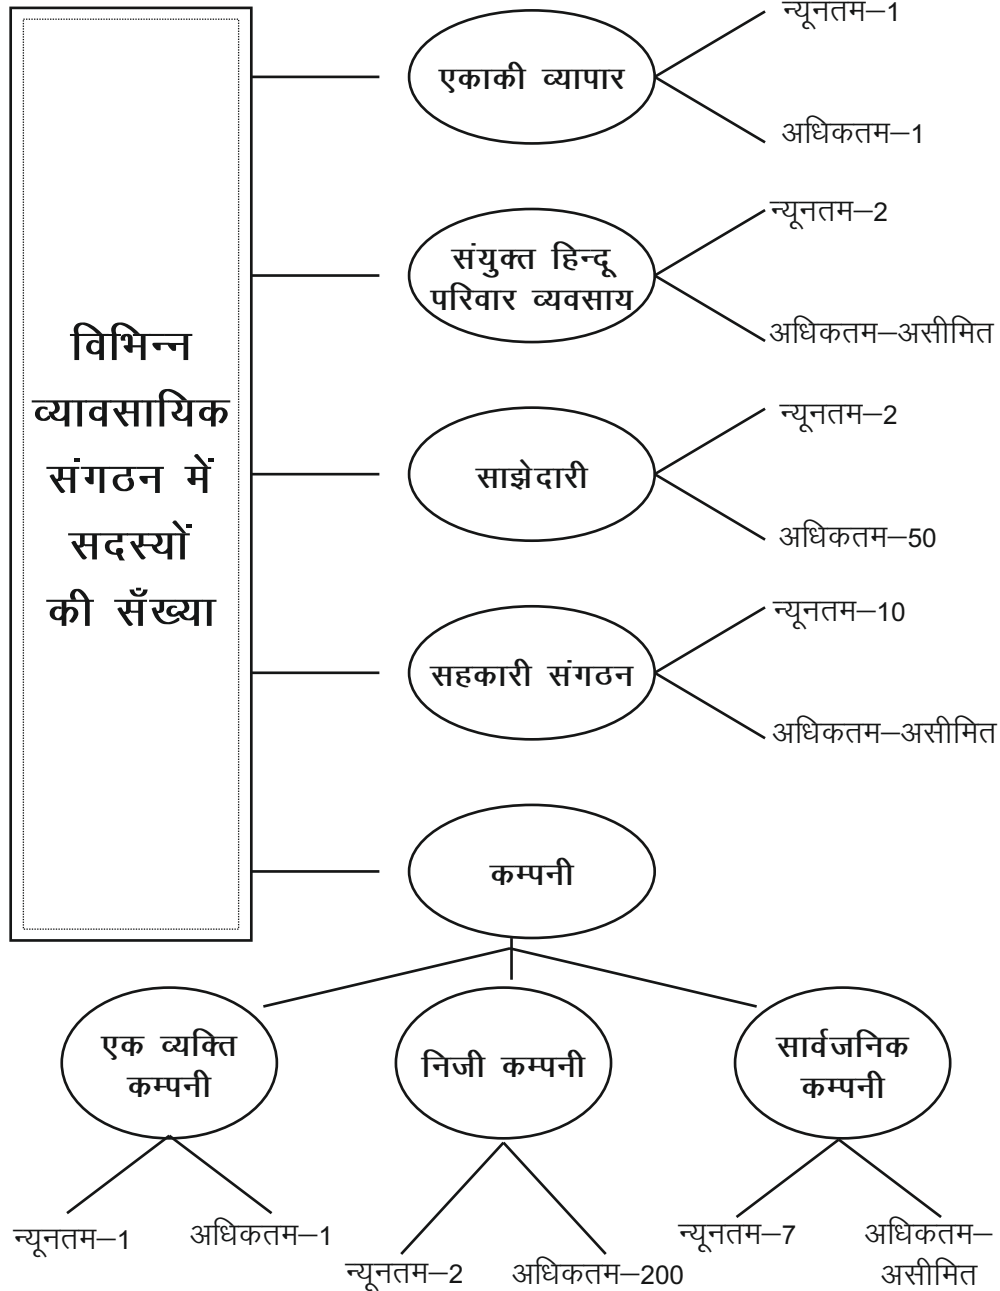 विभिन्न
व्यावसायिक
संगठन में
सदस्यों
की सँख्या
एकाकी व्यापार
न्यूनतम–1
अधिकतम–1
संयुक्त हिन्दू
परिवार व्यवसाय
न्यूनतम–2
अधिकतम–असीमित
साझेदारी
न्यूनतम–2
अधिकतम–50
सहकारी संगठन
न्यूनतम–10
अधिकतम–असीमित
कम्पनी
एक व्यक्ति
कम्पनी
न्यूनतम–1
अधिकतम–1
निजी कम्पनी
न्यूनतम–2
अधिकतम–200
सार्वजनिक
कम्पनी
न्यूनतम–7
अधिकतम–
असीमित